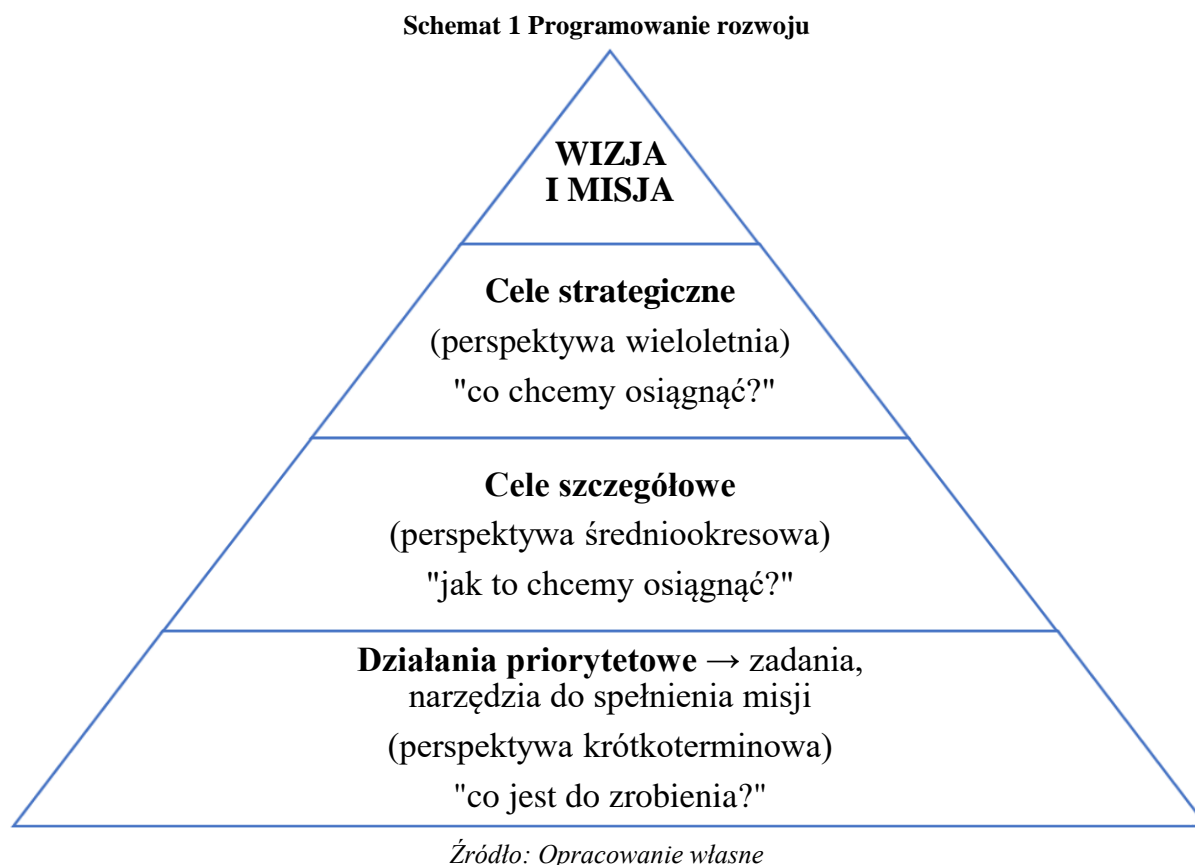 Schemat 1 Programowanie rozwoju
WIZJA
I MISJA
Cele strategiczne
(perspektywa wieloletnia)
"co chcemy osiągnąć?"
Cele szczegółowe
(perspektywa średniookresowa)
"jak to chcemy osiągnąć?"
Działania priorytetowe → zadania,
narzędzia do spełnienia misji
(perspektywa krótkoterminowa)
"co jest do zrobienia?"
Źródło: Opracowanie własne